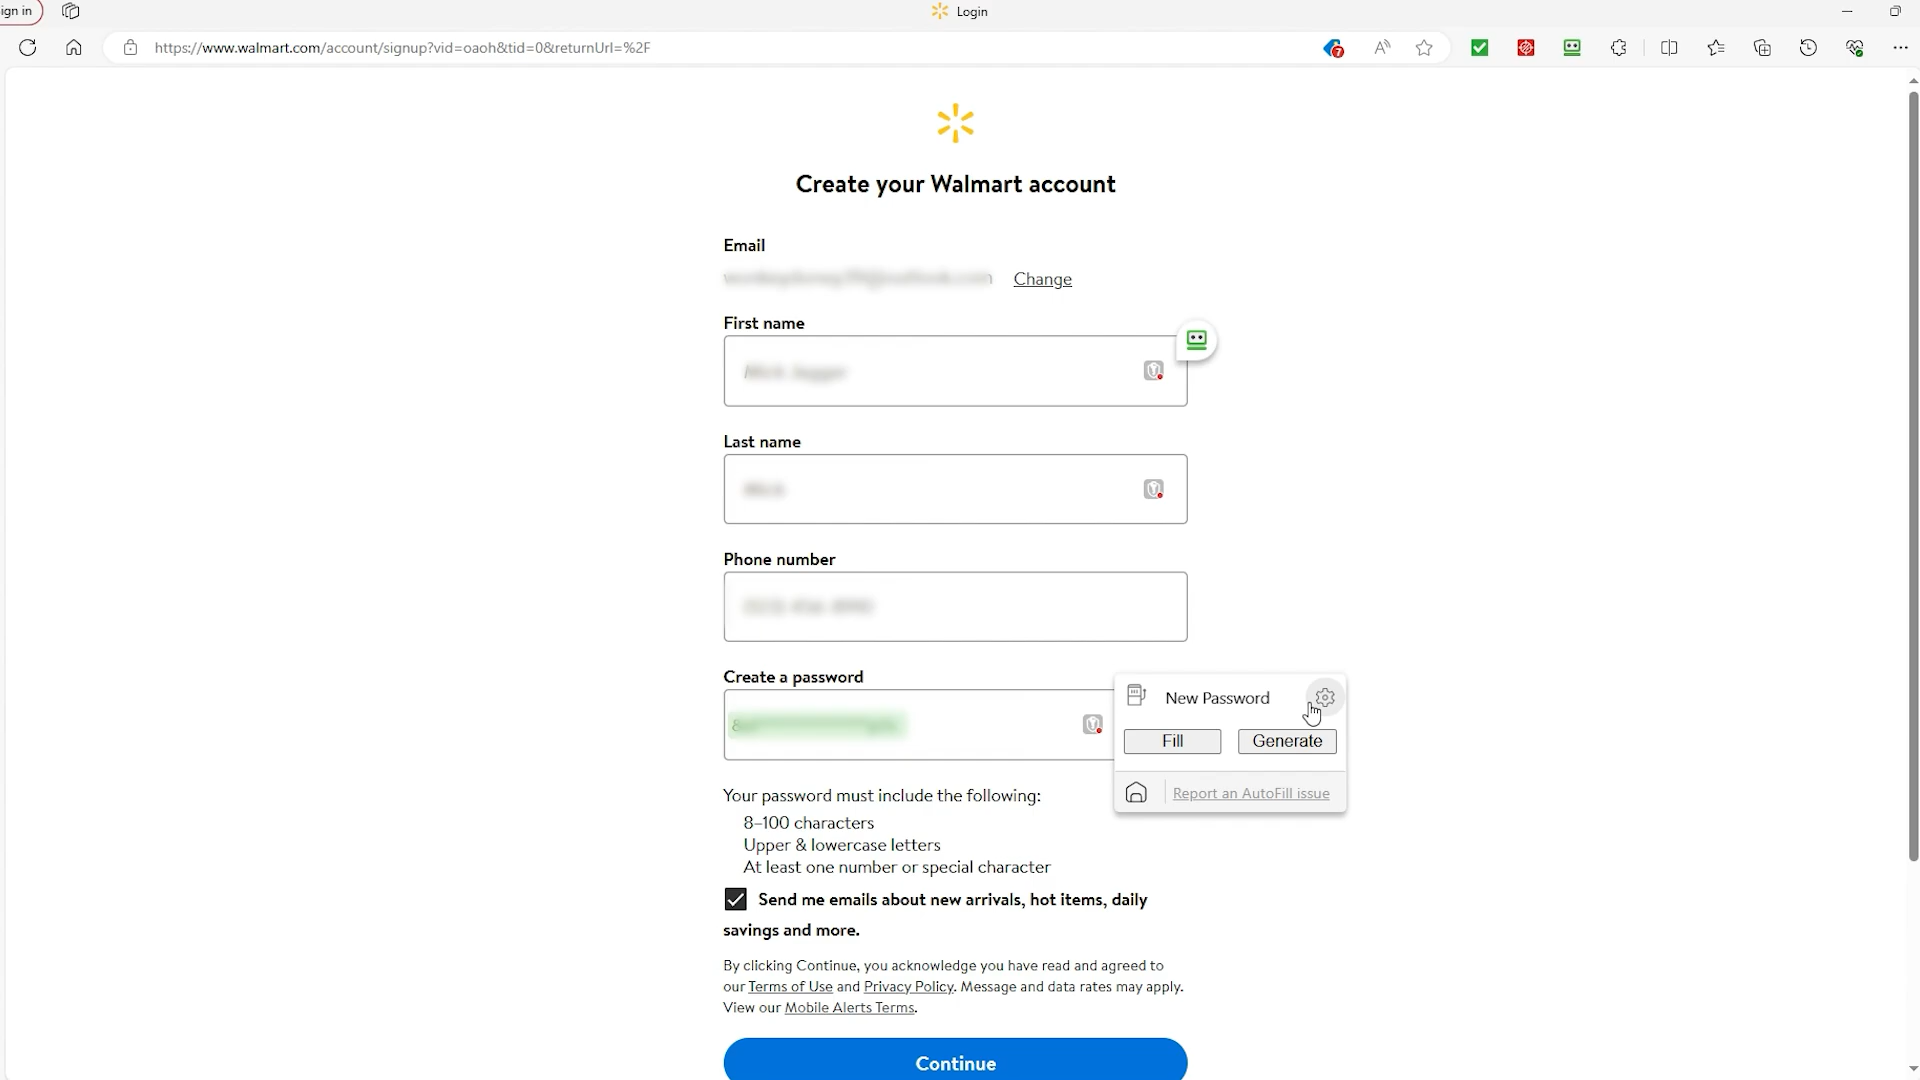 ign in
Login
https://www.walmart.com/account/signup?vid=oaoh&tid=0&returnUrl=%2F
7
Create your Walmart account
Email
Change
First name
Last name
Phone number
Create a password
New Password
Fill Generate
Report an AutoFill issue
Your password must include the following:
8-100 characters
Upper & lowercase letters
At least one number or special character
Send me emails about new arrivals, hot items, daily
savings and more.
By clicking Continue, you acknowledge you have read and agreed to
our Terms of Use and Privacy Policy. Message and data rates may apply.
View our Mobile Alerts Terms.
Continue